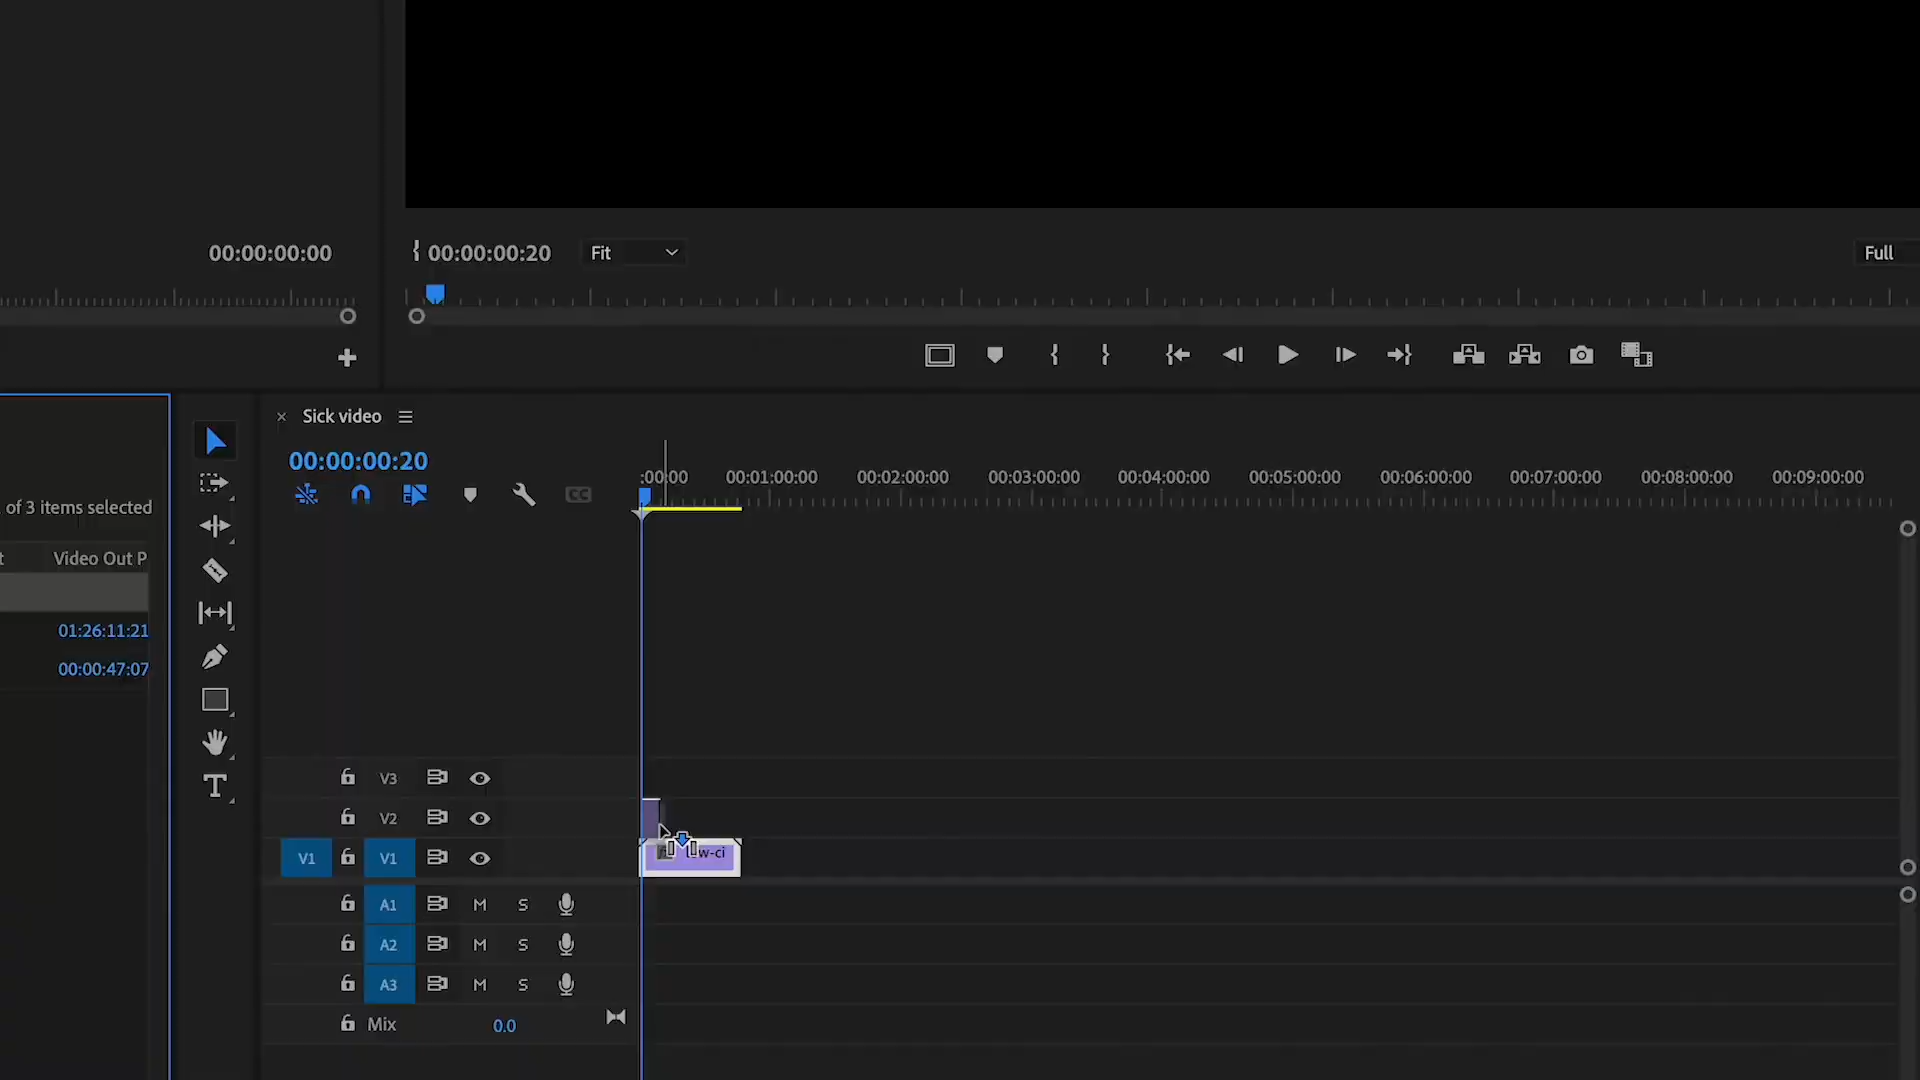 00:00:00:00
00:00:00:20
Fit
Full
Sick video
00:00:00:20
:00:00
00:01:00:00
00:02:00:00
00:03:00:00
00:04:00:00
00:05:00:00
00:06:00:00
00:07:00:00
00:08:00:00
00:09:00:00
CC
of 3 items selected
t
Video Out P
01:26:11:21
00:00:47:07
V3
V2
V1
V1
A1
M
S
A2
M
S
A3
M
S
Mix
0.0